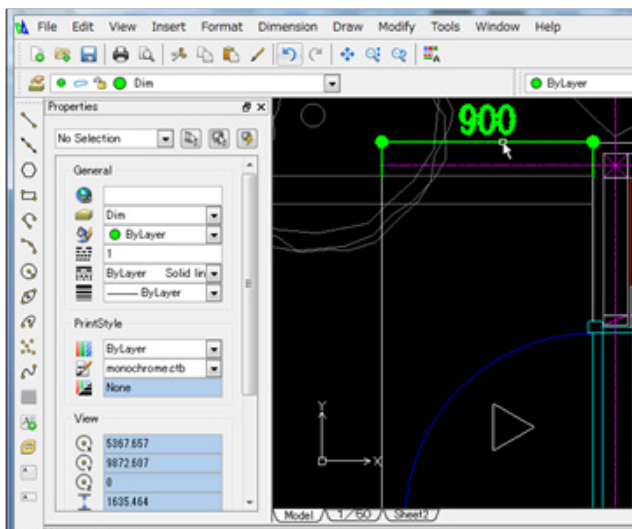 File Edit View Insert Format Dimension Draw Modify Tools Window Help
Dim ByLayer
Properties
No Selection
General
Dim
ByLayer
1
ByLayer Solid lin
ByLayer
PrintStyle
ByLayer
monochrome.ctb
None
View
5367.657
9872.607
0
1635.464
900
Y
X
Model 1/50 Sheet2